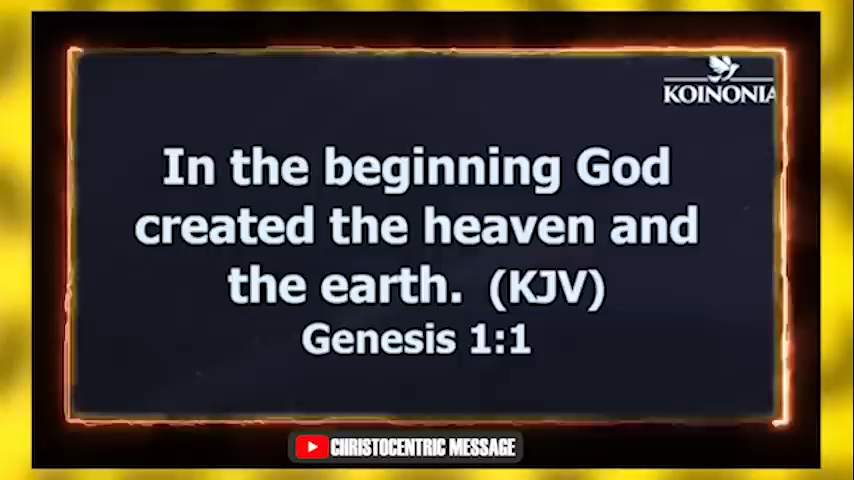 KOINONIA
In the beginning God
created the heaven and
the earth. (KJV)
Genesis 1:1
CHRISTOCENTRIC MESSAGE